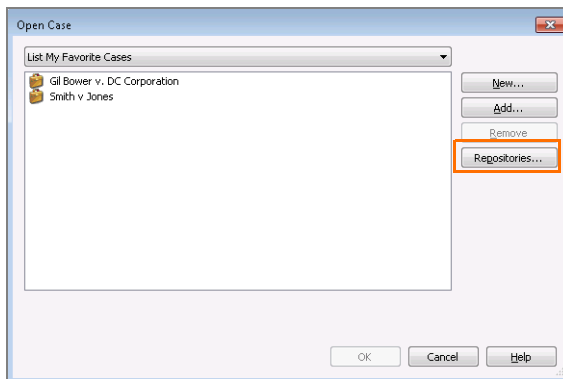 Open Case
List My Favorite Cases
Gil Bower v. DC Corporation
Smith v Jones
New...
Add...
Remove
Repositories...
OK
Cancel
Help